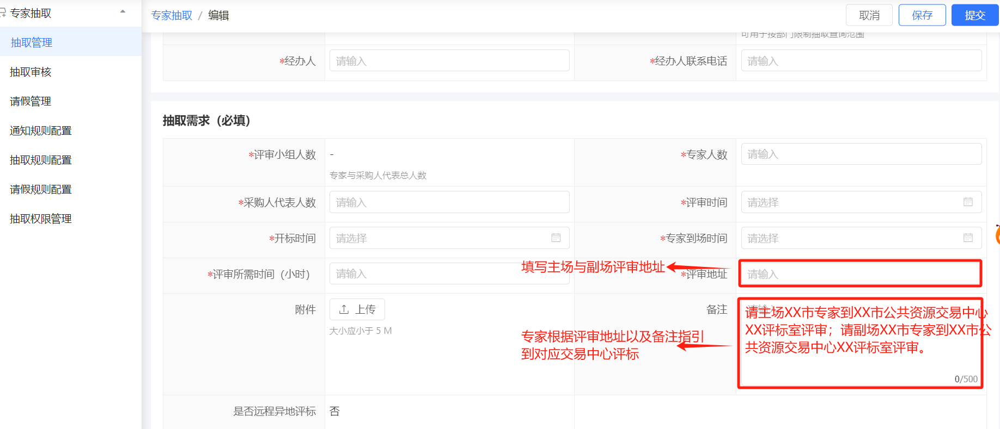 专家抽取
抽取管理
抽取审核
请假管理
通知规则配置
抽取规则配置
请假规则配置
抽取权限管理
专家抽取 / 编辑
取消
保存
提交
可用于按部门限制抽取查询范围
*经办人 请输入
*经办人联系电话 请输入
抽取需求（必填）
*评审小组人数 -
专家与采购人代表总人数
*专家人数 请输入
*采购人代表人数 请输入
*评审时间 请选择
*开标时间 请选择
*专家到场时间 请选择
*评审所需时间（小时） 请输入
填写主场与副场评审地址
*评审地址 请输入
附件 上传
大小应小于 5 M
专家根据评审地址以及备注指引
到对应交易中心评标
备注 请输入
请主场XX市专家到XX市公共资源交易中心
XX评标室评审；请副场XX市专家到XX市公
共资源交易中心XX评标室评审。
0/500
是否远程异地评标 否